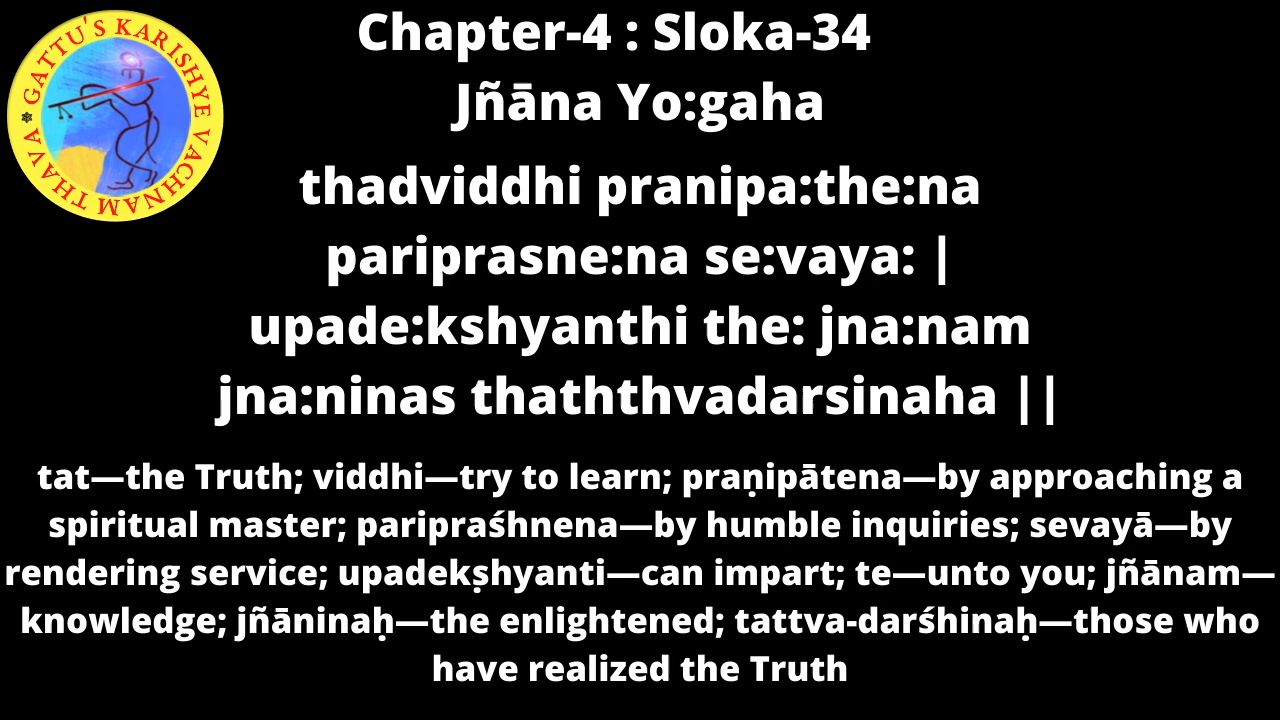 GATTU'S KARISHYE VACHNAM THAVA
Chapter-4 : Sloka-34
Jñāna Yo:gaha
thadviddhi pranipa:the:na
pariprasne:na se:vaya: |
upade:kshyanthi the: jna:nam
jna:ninas thaththvadarsinaha ||
tat—the Truth; viddhi—try to learn; praṇipātena—by approaching a
spiritual master; paripraśhnena—by humble inquiries; sevayā—by
rendering service; upadekṣhyanti—can impart; te—unto you; jñānam—
knowledge; jñāninaḥ—the enlightened; tattva-darśhinaḥ—those who
have realized the Truth